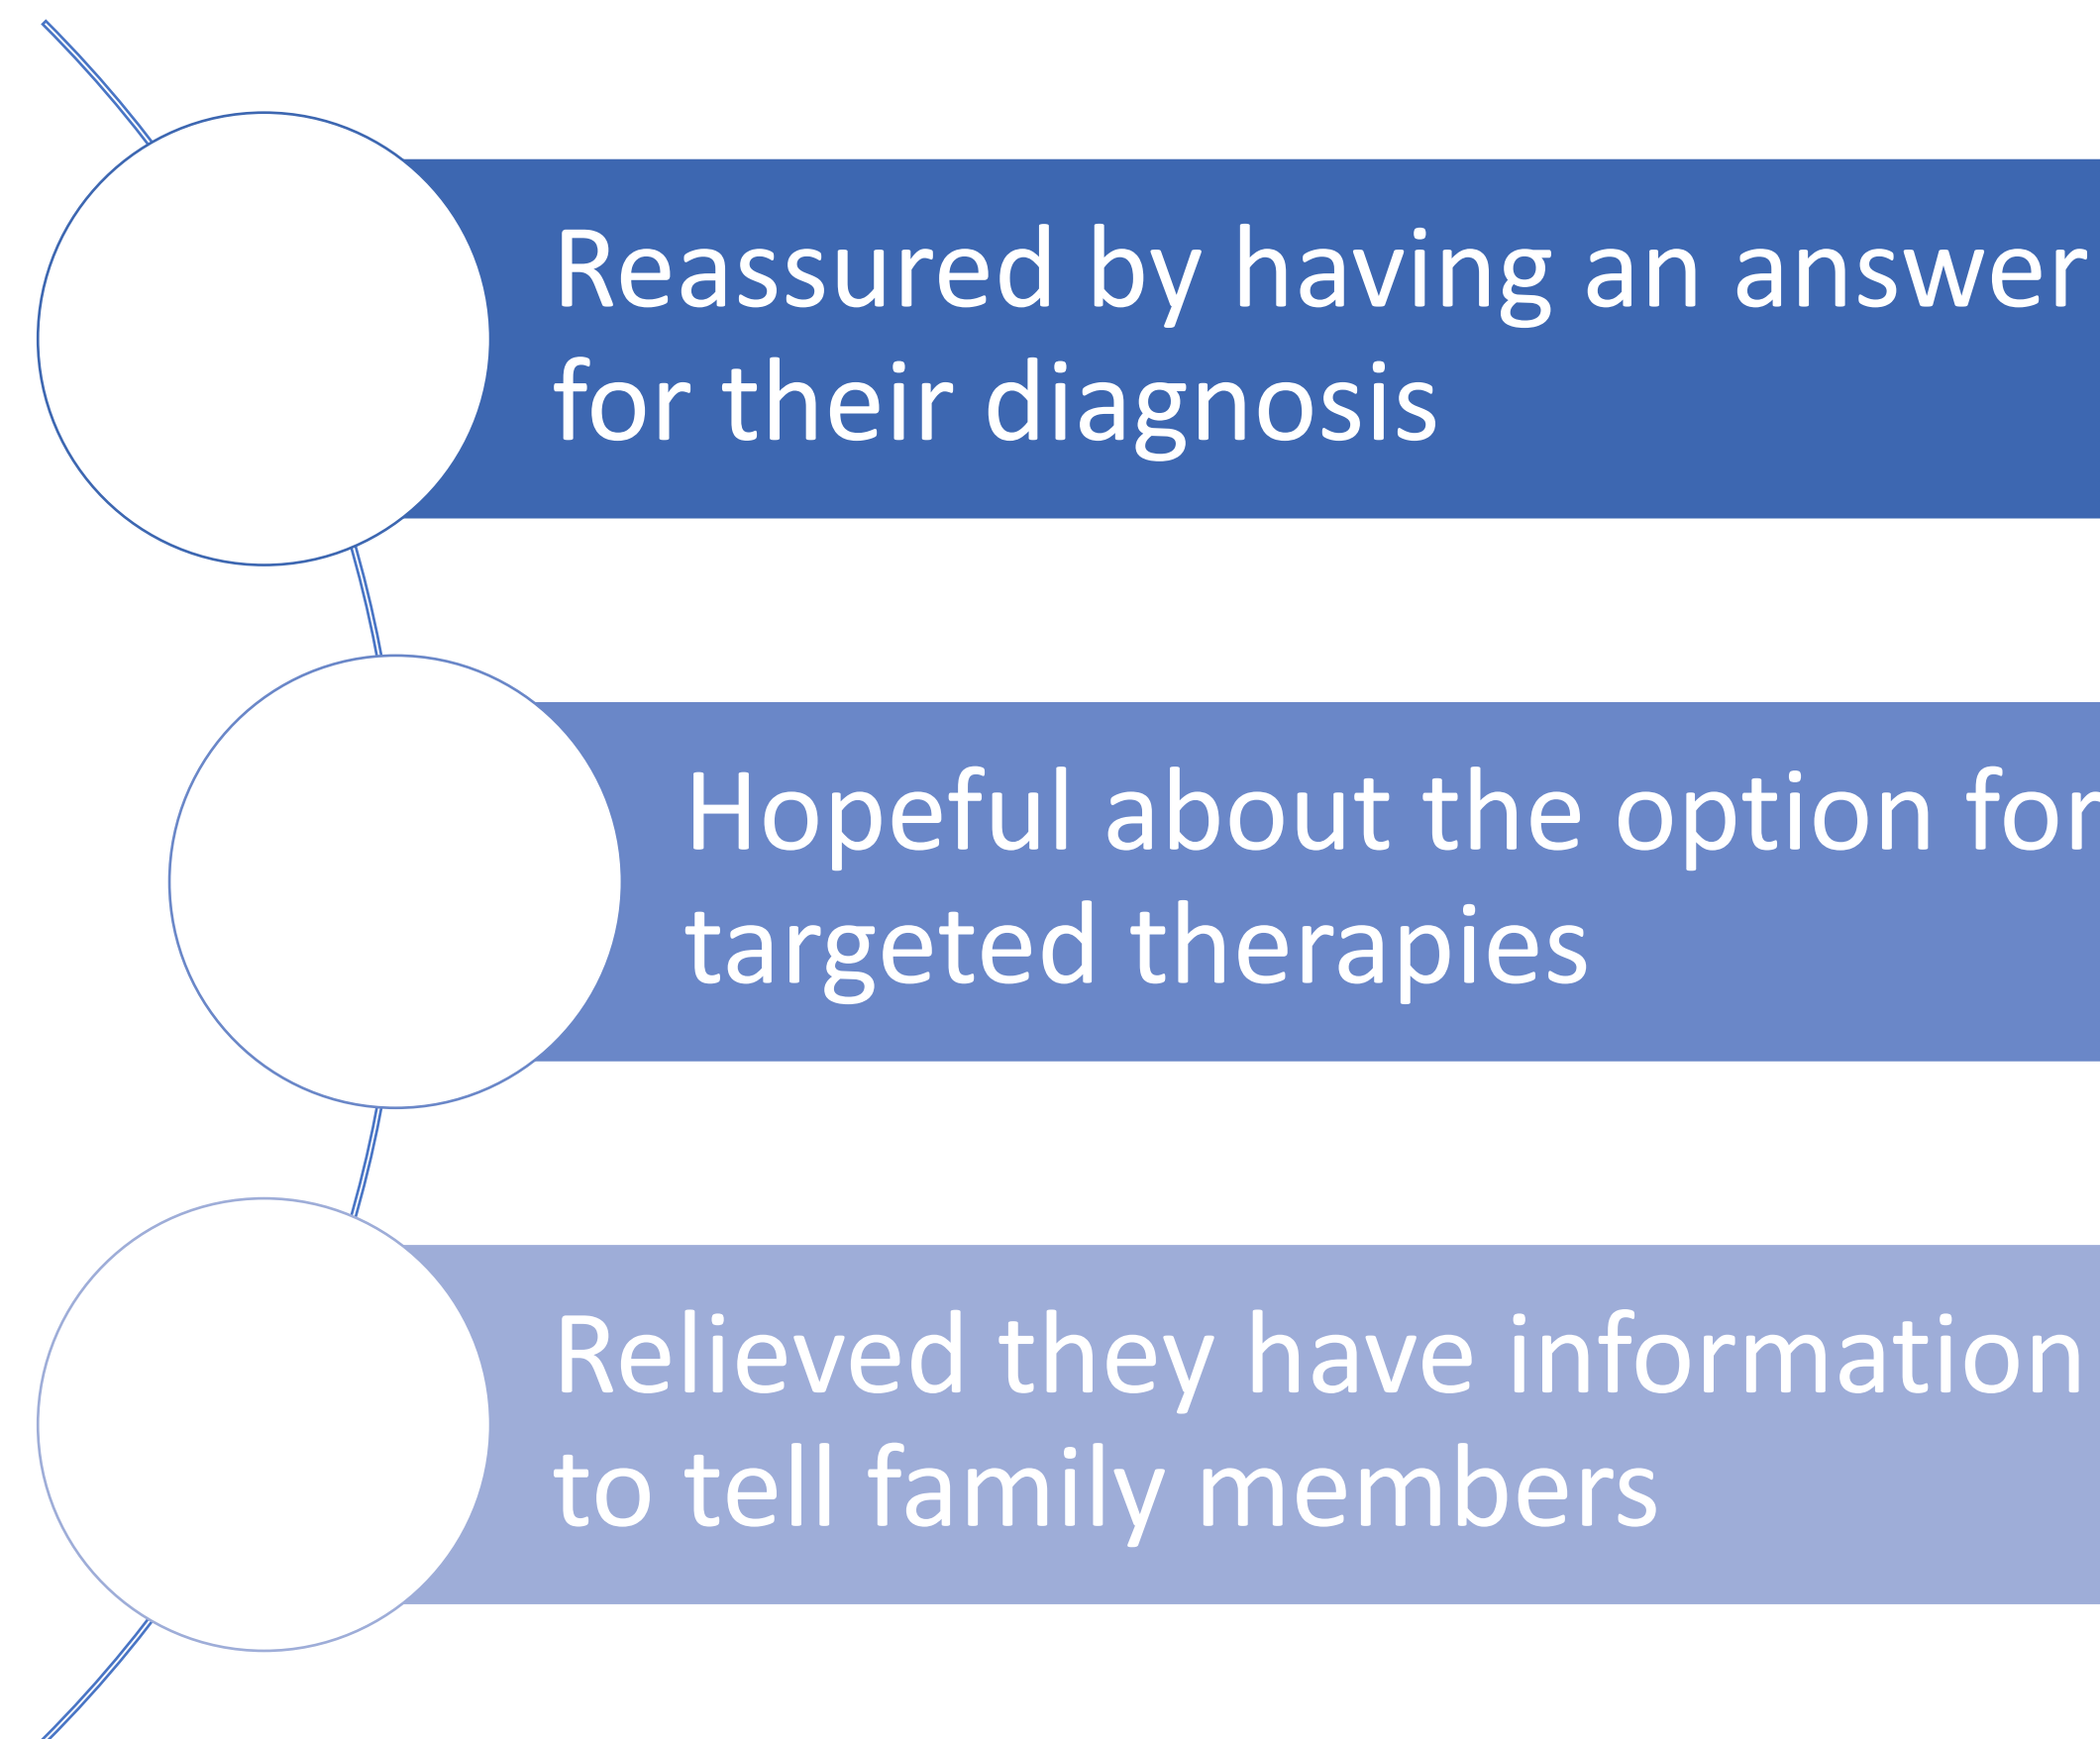 Reassured by having an answer
for their diagnosis
Hopeful about the option for
targeted therapies
Relieved they have information
to tell family members